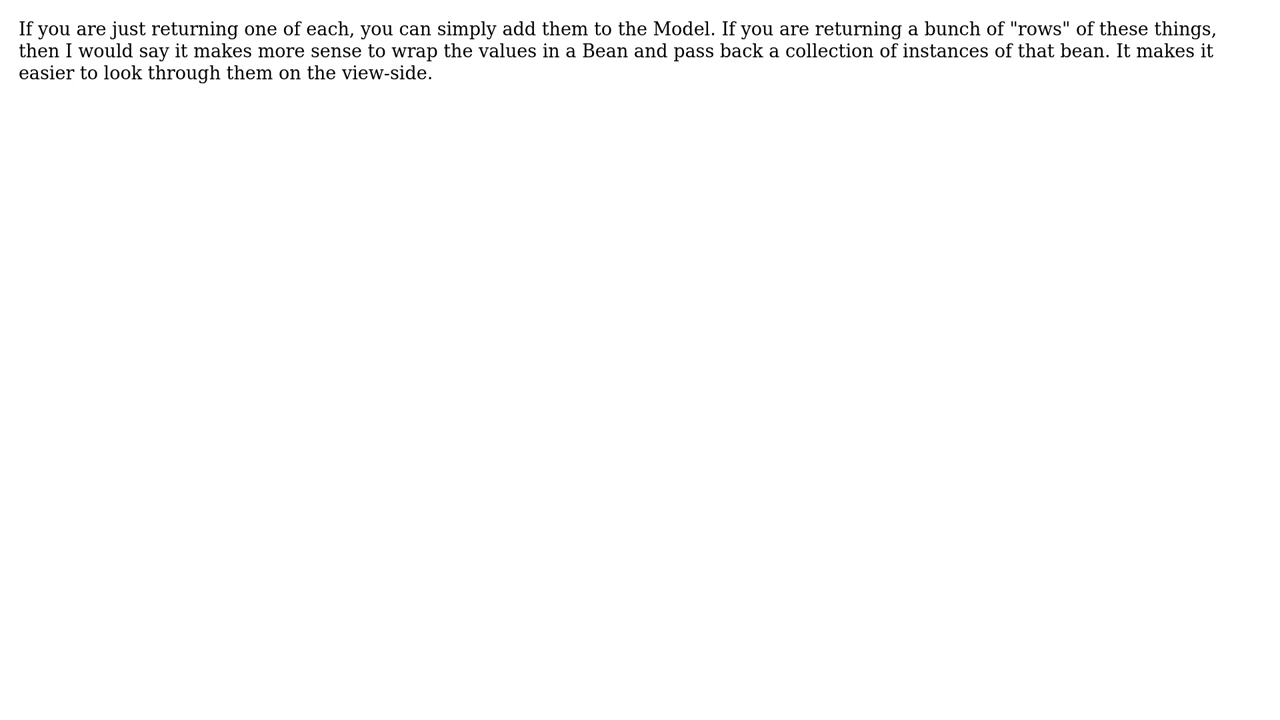 If you are just returning one of each, you can simply add them to the Model. If you are returning a bunch of "rows" of these things,
then I would say it makes more sense to wrap the values in a Bean and pass back a collection of instances of that bean. It makes it
easier to look through them on the view-side.